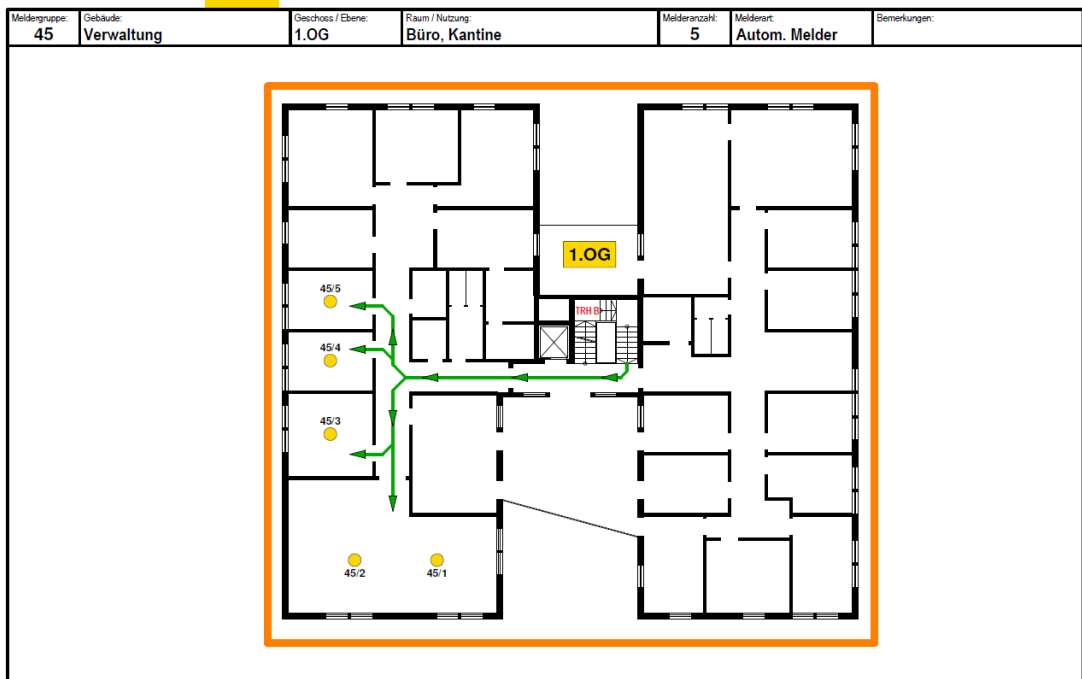 Meldergruppe:
45
Gebäude:
Verwaltung
Geschoss / Ebene:
1.OG
Raum / Nutzung:
Büro, Kantine
Melderanzahl:
5
Melderart:
Autom. Melder
Bemerkungen:
1.OG
TRH B
45/5
45/4
45/3
45/2
45/1